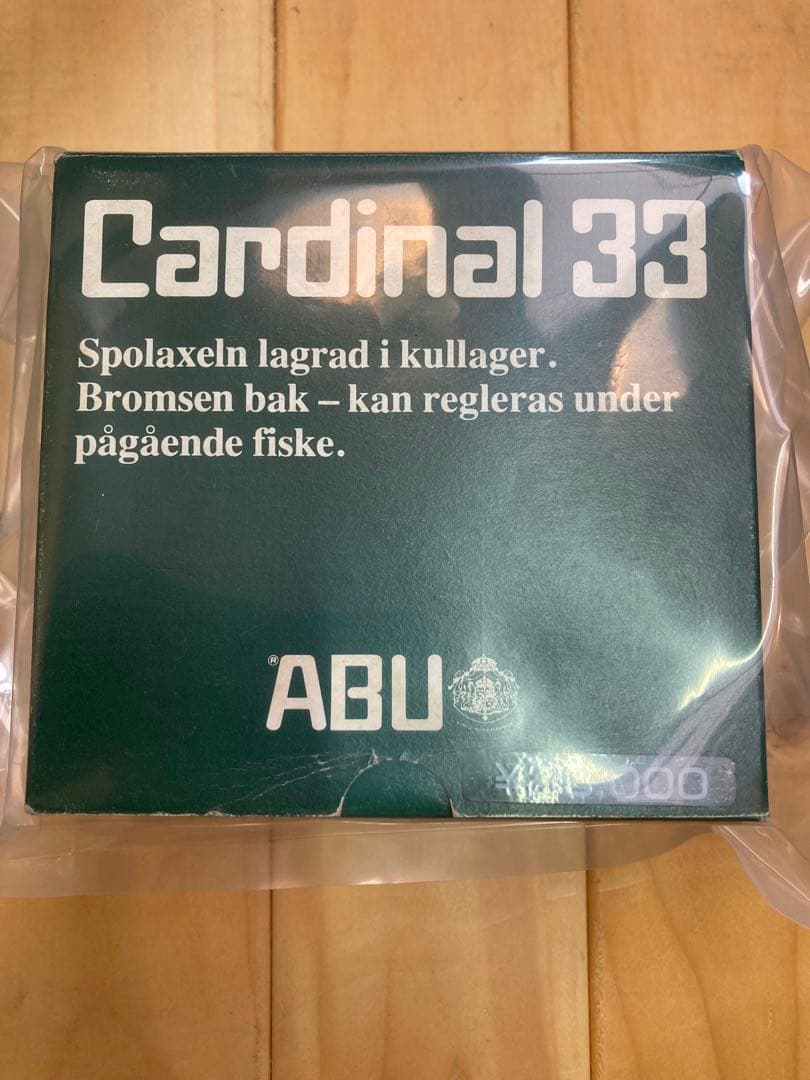 Cardinal 33
Spolaxeln lagrad i kullager.
Bromsen bak – kan regleras under
pågående fiske.
® ABU